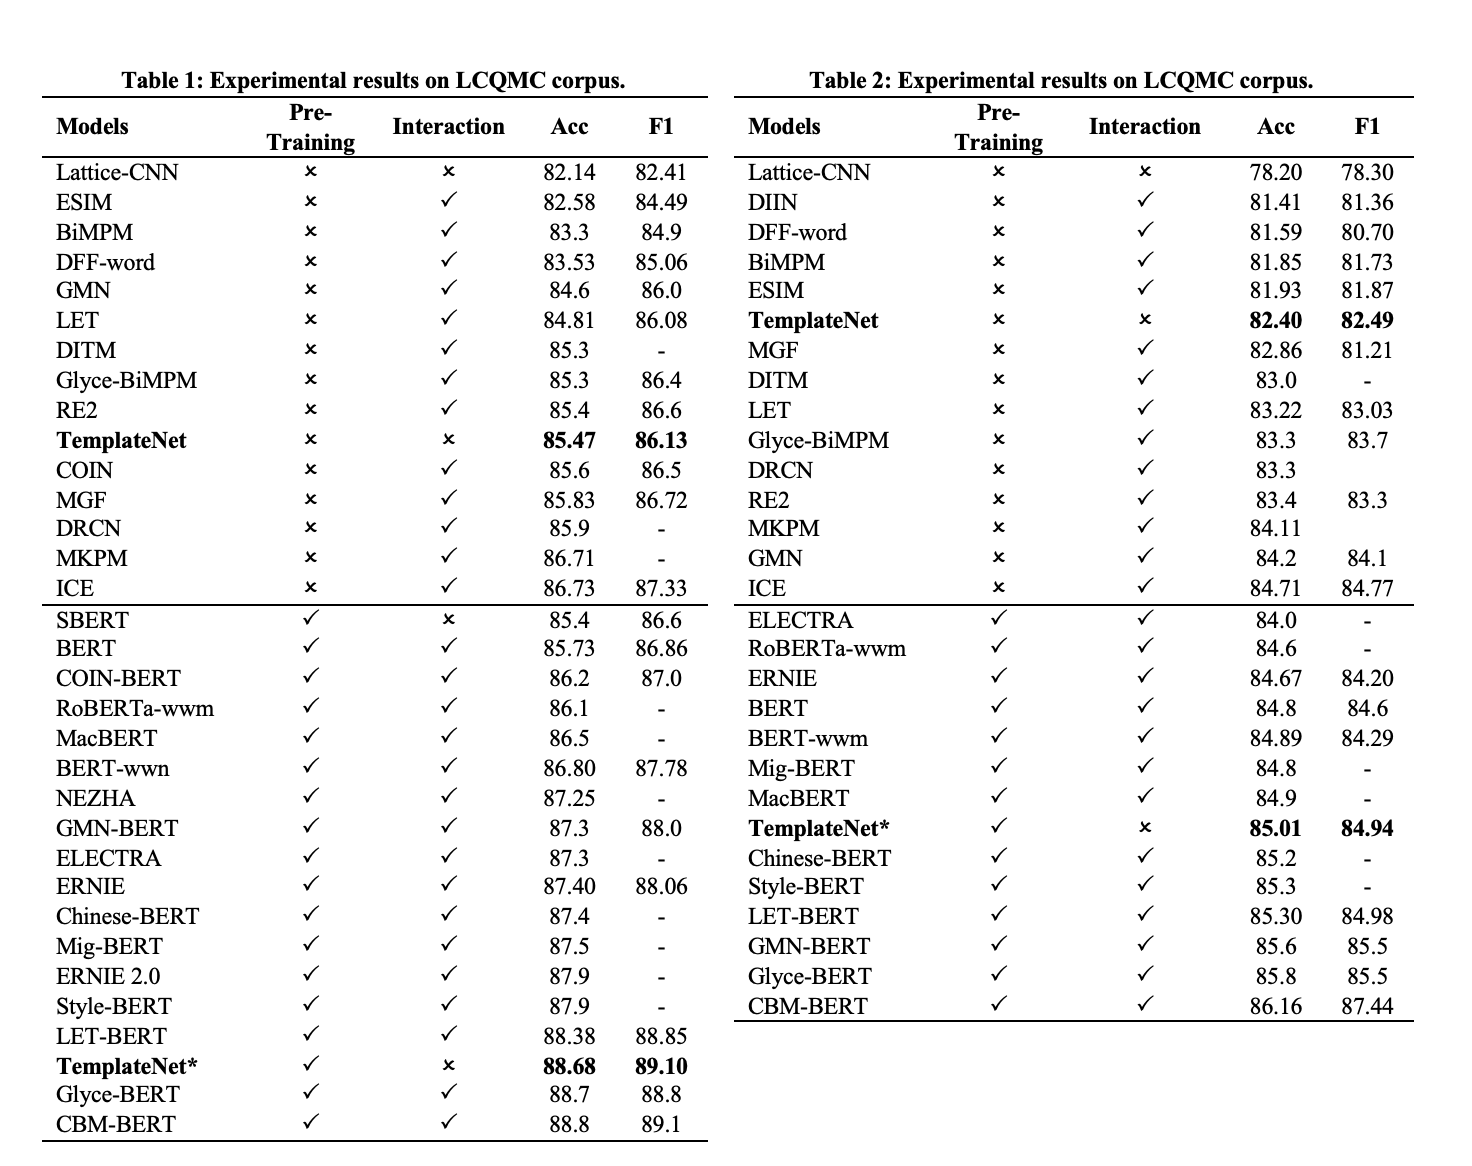 Table 1: Experimental results on LCQMC corpus.
Models Pre-Training Interaction Acc F1
Lattice-CNN × × 82.14 82.41
ESIM × ✓ 82.58 84.49
BiMPM × ✓ 83.3 84.9
DFF-word × ✓ 83.53 85.06
GMN × ✓ 84.6 86.0
LET × ✓ 84.81 86.08
DITM × ✓ 85.3 -
Glyce-BiMPM × ✓ 85.3 86.4
RE2 × ✓ 85.4 86.6
TemplateNet × × 85.47 86.13
COIN × ✓ 85.6 86.5
MGF × ✓ 85.83 86.72
DRCN × ✓ 85.9 -
MKPM × ✓ 86.71 -
ICE × ✓ 86.73 87.33
SBERT ✓ × 85.4 86.6
BERT ✓ ✓ 85.73 86.86
COIN-BERT ✓ ✓ 86.2 87.0
RoBERTa-wwm ✓ ✓ 86.1 -
MacBERT ✓ ✓ 86.5 -
BERT-wwn ✓ ✓ 86.80 87.78
NEZHA ✓ ✓ 87.25 -
GMN-BERT ✓ ✓ 87.3 88.0
ELECTRA ✓ ✓ 87.3 -
ERNIE ✓ ✓ 87.40 88.06
Chinese-BERT ✓ ✓ 87.4 -
Mig-BERT ✓ ✓ 87.5 -
ERNIE 2.0 ✓ ✓ 87.9 -
Style-BERT ✓ ✓ 87.9 -
LET-BERT ✓ ✓ 88.38 88.85
TemplateNet* ✓ × 88.68 89.10
Glyce-BERT ✓ ✓ 88.7 88.8
CBM-BERT ✓ ✓ 88.8 89.1
Table 2: Experimental results on LCQMC corpus.
Models Pre-Training Interaction Acc F1
Lattice-CNN × × 78.20 78.30
DIIN × ✓ 81.41 81.36
DFF-word × ✓ 81.59 80.70
BiMPM × ✓ 81.85 81.73
ESIM × ✓ 81.93 81.87
TemplateNet × × 82.40 82.49
MGF × ✓ 82.86 81.21
DITM × ✓ 83.0 -
LET × ✓ 83.22 83.03
Glyce-BiMPM × ✓ 83.3 83.7
DRCN × ✓ 83.3
RE2 × ✓ 83.4 83.3
MKPM × ✓ 84.11
GMN × ✓ 84.2 84.1
ICE × ✓ 84.71 84.77
ELECTRA ✓ ✓ 84.0 -
RoBERTa-wwm ✓ ✓ 84.6 -
ERNIE ✓ ✓ 84.67 84.20
BERT ✓ ✓ 84.8 84.6
BERT-wwm ✓ ✓ 84.89 84.29
Mig-BERT ✓ ✓ 84.8 -
MacBERT ✓ ✓ 84.9 -
TemplateNet* ✓ × 85.01 84.94
Chinese-BERT ✓ ✓ 85.2 -
Style-BERT ✓ ✓ 85.3 -
LET-BERT ✓ ✓ 85.30 84.98
GMN-BERT ✓ ✓ 85.6 85.5
Glyce-BERT ✓ ✓ 85.8 85.5
CBM-BERT ✓ ✓ 86.16 87.44